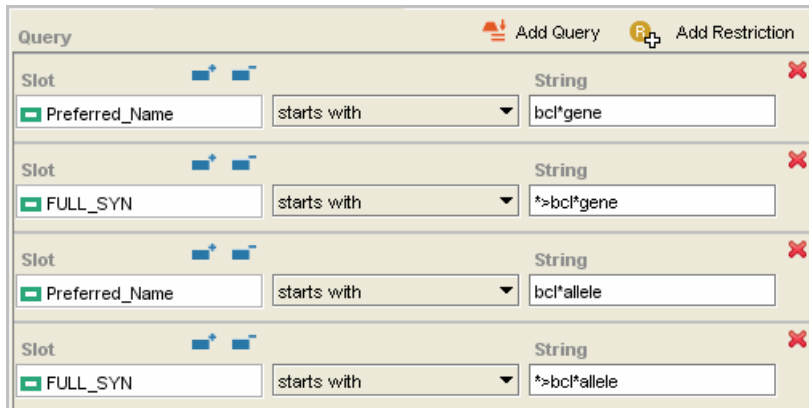 Query Add Query R Add Restriction
Slot String
Preferred_Name starts with bcl*gene
Slot String
FULL_SYN starts with *>bcl*gene
Slot String
Preferred_Name starts with bcl*allele
Slot String
FULL_SYN starts with *>bcl*allele